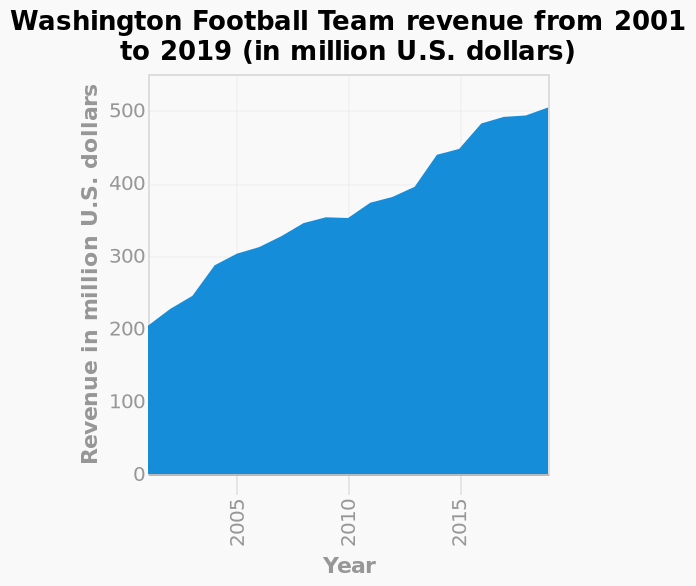 Washington Football Team revenue from 2001
to 2019 (in million U.S. dollars)
Revenue in million U.S. dollars
500
400
300
200
100
0
2005
2010
2015
Year